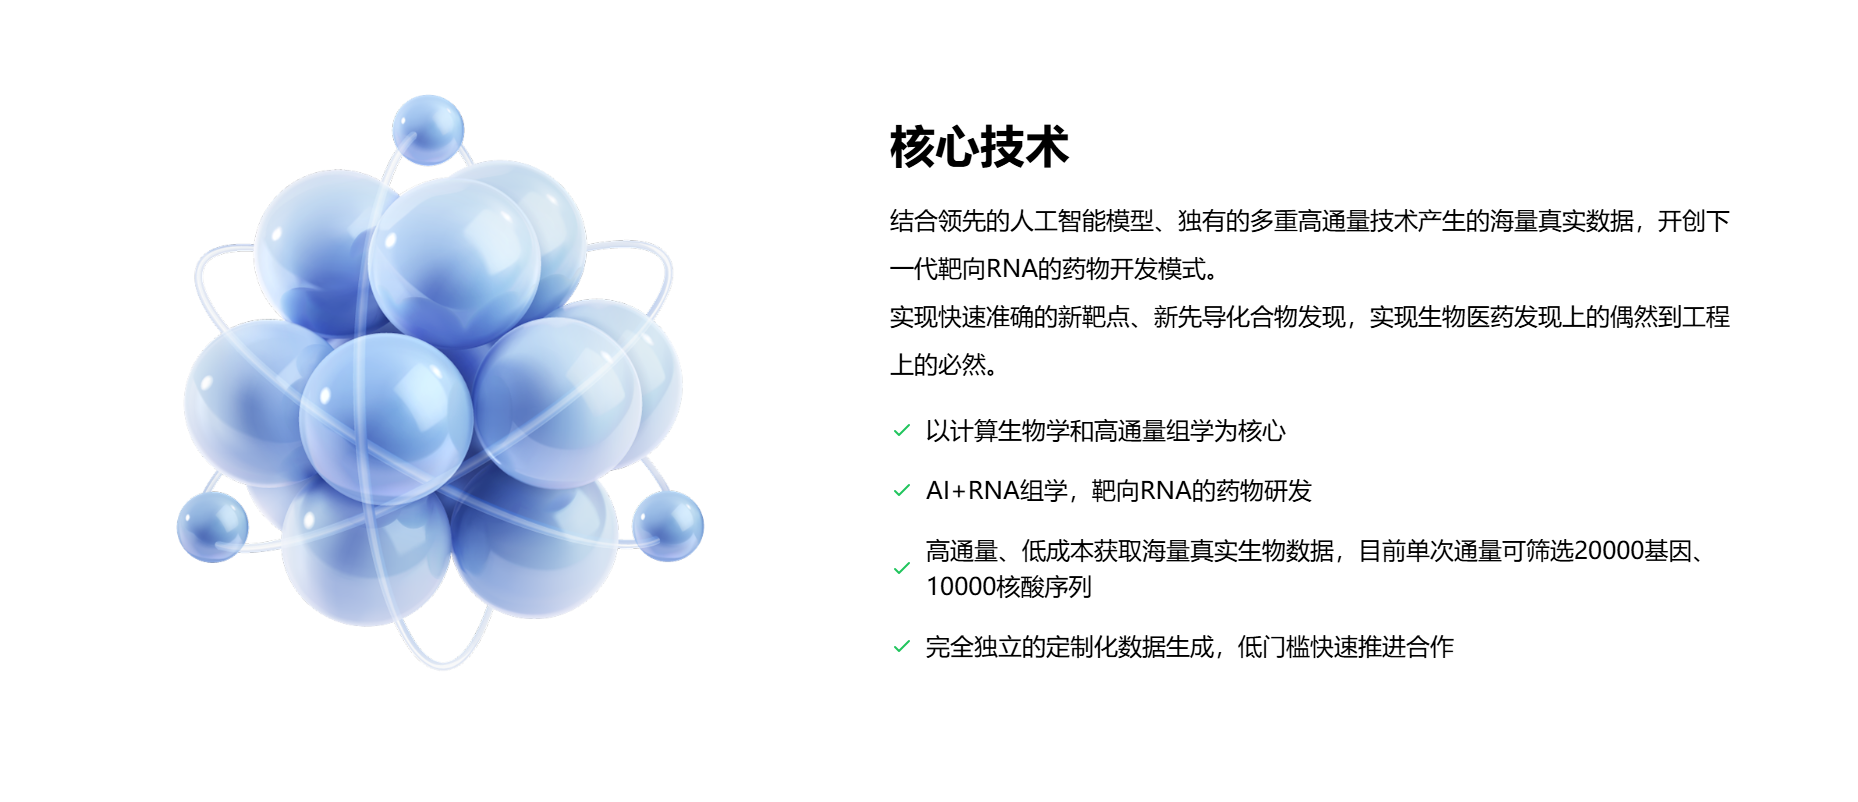 核心技术
结合领先的人工智能模型、独有的多重高通量技术产生的海量真实数据，开创下
一代靶向RNA的药物开发模式。
实现快速准确的新靶点、新先导化合物发现，实现生物医药发现上的偶然到工程
上的必然。
以计算生物学和高通量组学为核心
AI+RNA组学，靶向RNA的药物研发
高通量、低成本获取海量真实生物数据，目前单次通量可筛选20000基因、
10000核酸序列
完全独立的定制化数据生成，低门槛快速推进合作